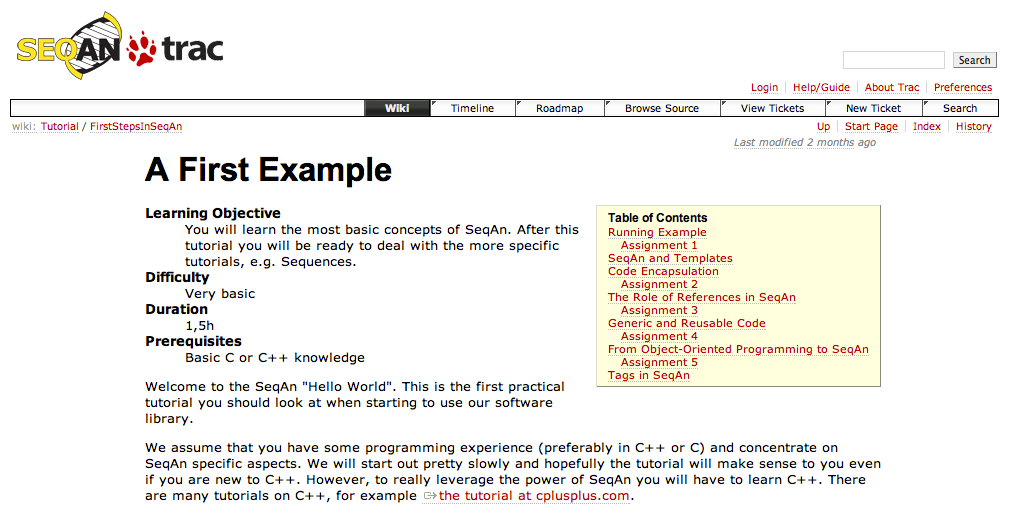 SEQAN trac
Search
Login Help/Guide About Trac Preferences
Wiki Timeline Roadmap Browse Source View Tickets New Ticket Search
wiki: Tutorial / FirstStepsInSeqAn
Up Start Page Index History
Last modified 2 months ago
A First Example
Learning Objective
You will learn the most basic concepts of SeqAn. After this
tutorial you will be ready to deal with the more specific
tutorials, e.g. Sequences.
Difficulty
Very basic
Duration
1,5h
Prerequisites
Basic C or C++ knowledge
Table of Contents
Running Example
Assignment 1
SeqAn and Templates
Code Encapsulation
Assignment 2
The Role of References in SeqAn
Assignment 3
Generic and Reusable Code
Assignment 4
From Object-Oriented Programming to SeqAn
Assignment 5
Tags in SeqAn
Welcome to the SeqAn "Hello World". This is the first practical
tutorial you should look at when starting to use our software
library.
We assume that you have some programming experience (preferably in C++ or C) and concentrate on
SeqAn specific aspects. We will start out pretty slowly and hopefully the tutorial will make sense to you even
if you are new to C++. However, to really leverage the power of SeqAn you will have to learn C++. There
are many tutorials on C++, for example the tutorial at cplusplus.com.